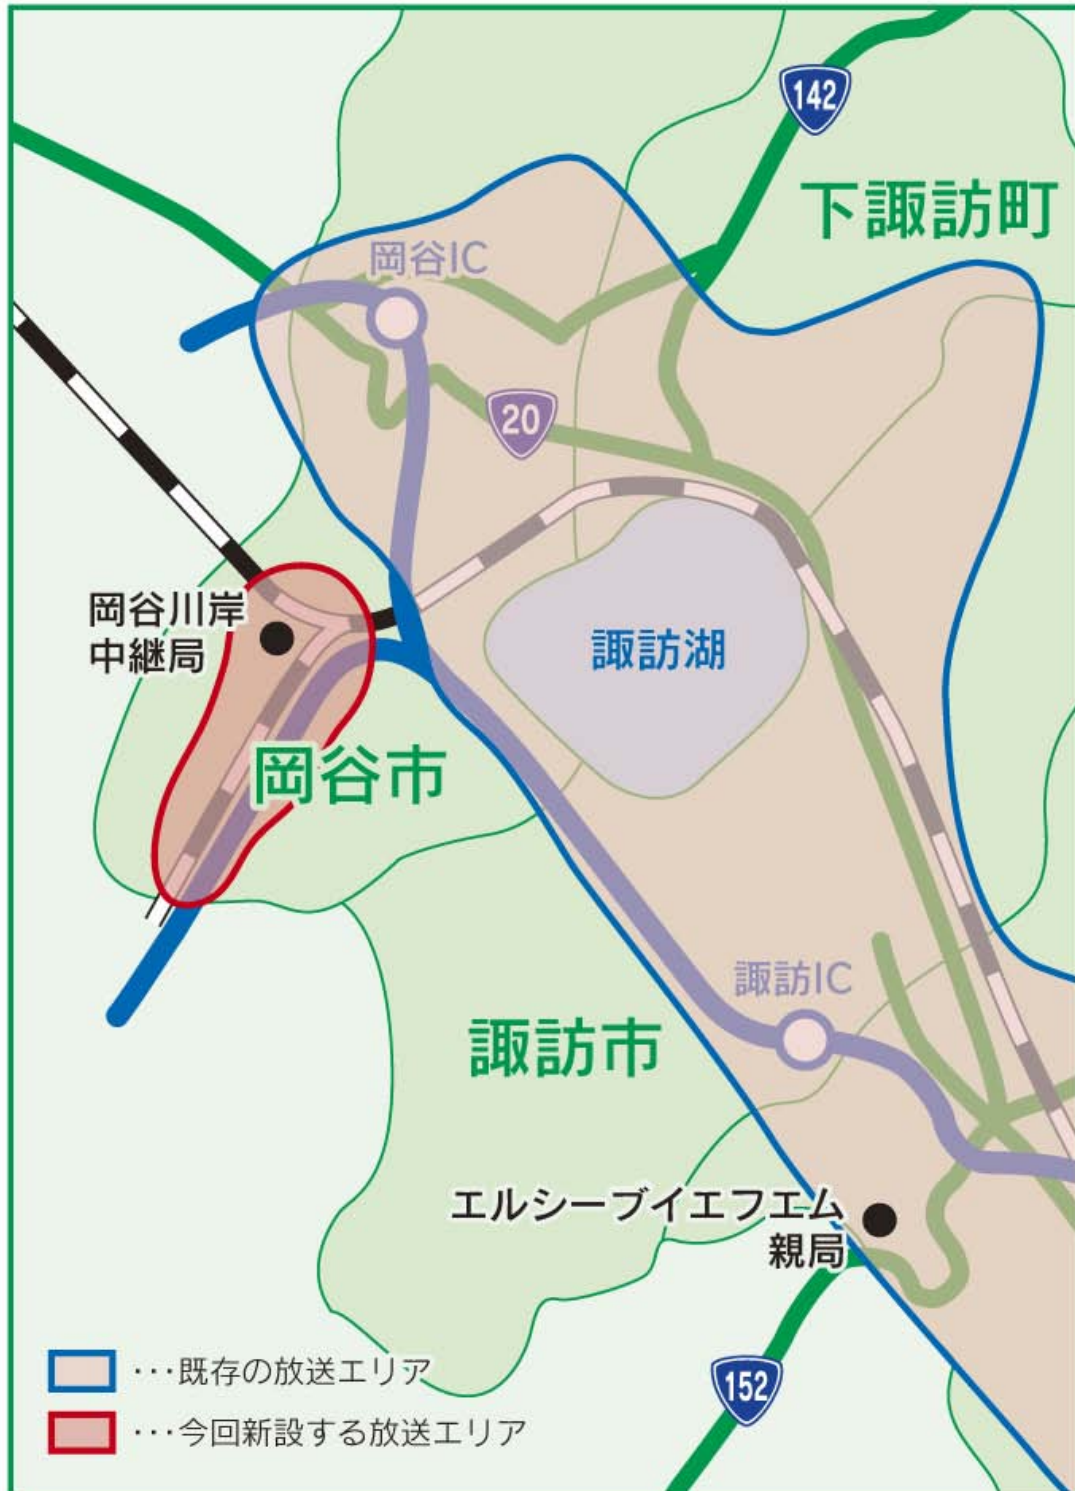 142
下諏訪町
岡谷IC
20
岡谷川岸
中継局
諏訪湖
岡谷市
諏訪IC
諏訪市
エルシーブイエフエム
親局
152
・・・既存の放送エリア
・・・今回新設する放送エリア